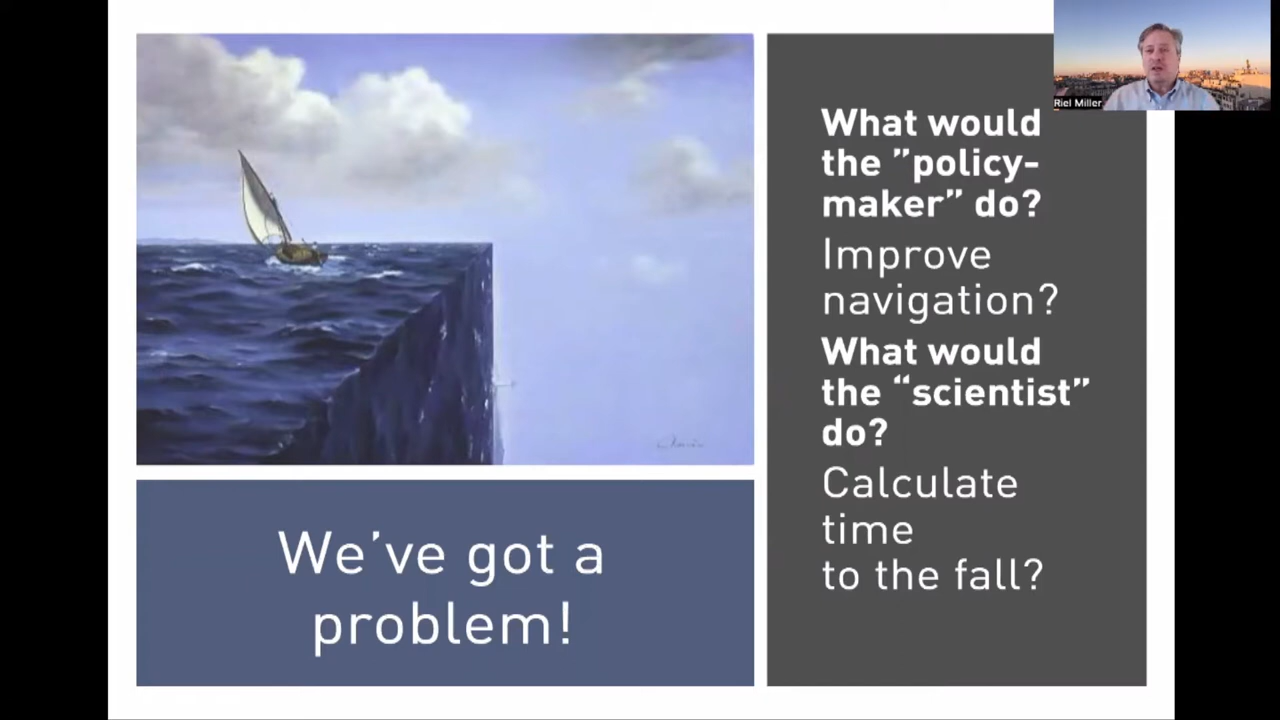 Riel Miller
What would
the ”policy-
maker” do?
Improve
navigation?
What would
the “scientist”
do?
Calculate
time
to the fall?
We’ve got a
problem!